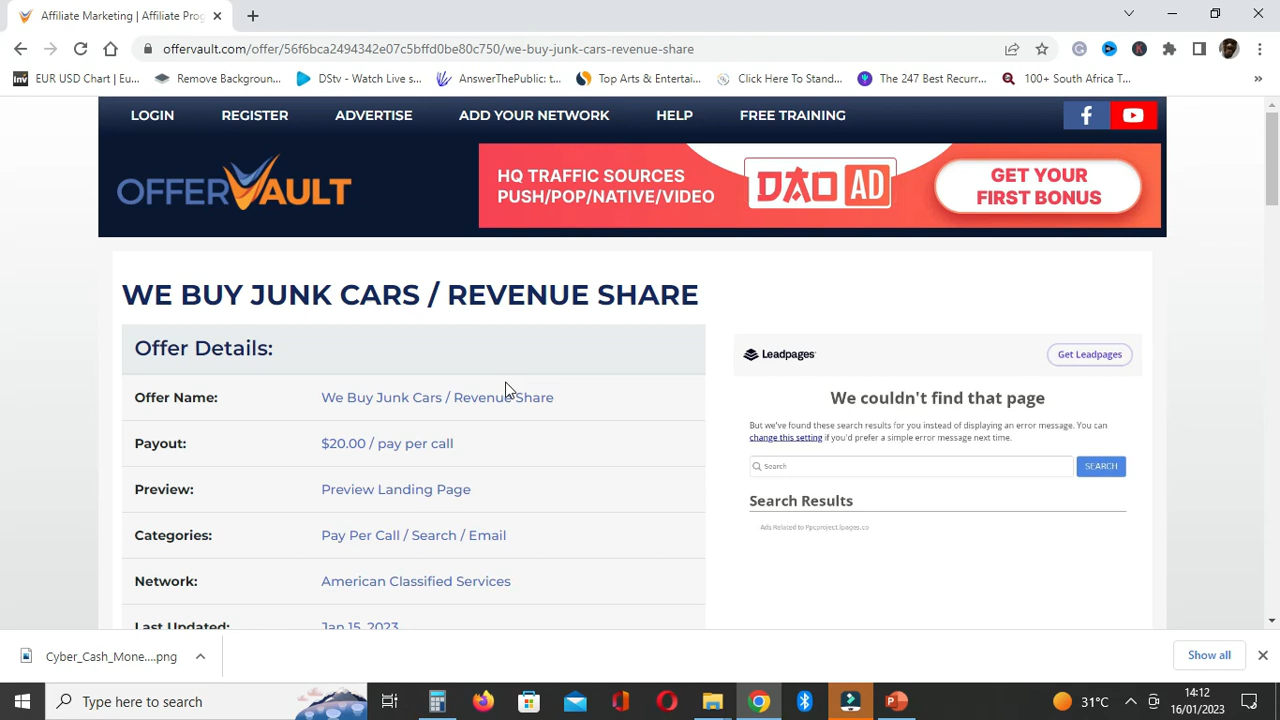 Affiliate Marketing | Affiliate Prog
offervault.com/offer/56f6bca2494342e07c5bffd0be80c750/we-buy-junk-cars-revenue-share
EUR USD Chart | Eu...
Remove Backgroun...
DStv - Watch Live s...
AnswerThePublic: t...
Top Arts & Entertai...
Click Here To Stand...
The 247 Best Recurr...
100+ South Africa T...
LOGIN
REGISTER
ADVERTISE
ADD YOUR NETWORK
HELP
FREE TRAINING
OFFERVAULT
HQ TRAFFIC SOURCES
PUSH/POP/NATIVE/VIDEO
DAO AD
GET YOUR
FIRST BONUS
WE BUY JUNK CARS / REVENUE SHARE
Offer Details:
Offer Name: We Buy Junk Cars / Revenue Share
Payout: $20.00 / pay per call
Preview: Preview Landing Page
Categories: Pay Per Call / Search / Email
Network: American Classified Services
Last Updated: Jan 15, 2023
Leadpages
Get Leadpages
We couldn't find that page
But we've found these search results for you instead of displaying an error message. You can
change this setting if you'd prefer a simple error message next time.
Search
SEARCH
Search Results
Ads Related to Ppcproject.lpages.co
Cyber_Cash_Mone....png
Show all
Type here to search
31°C
14:12
16/01/2023